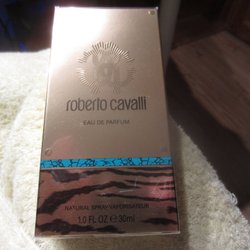 roberto cavalli
EAU DE PARFUM
NATURAL SPRAY VAPORISATEUR
1.0 FL OZ ℮ 30ml